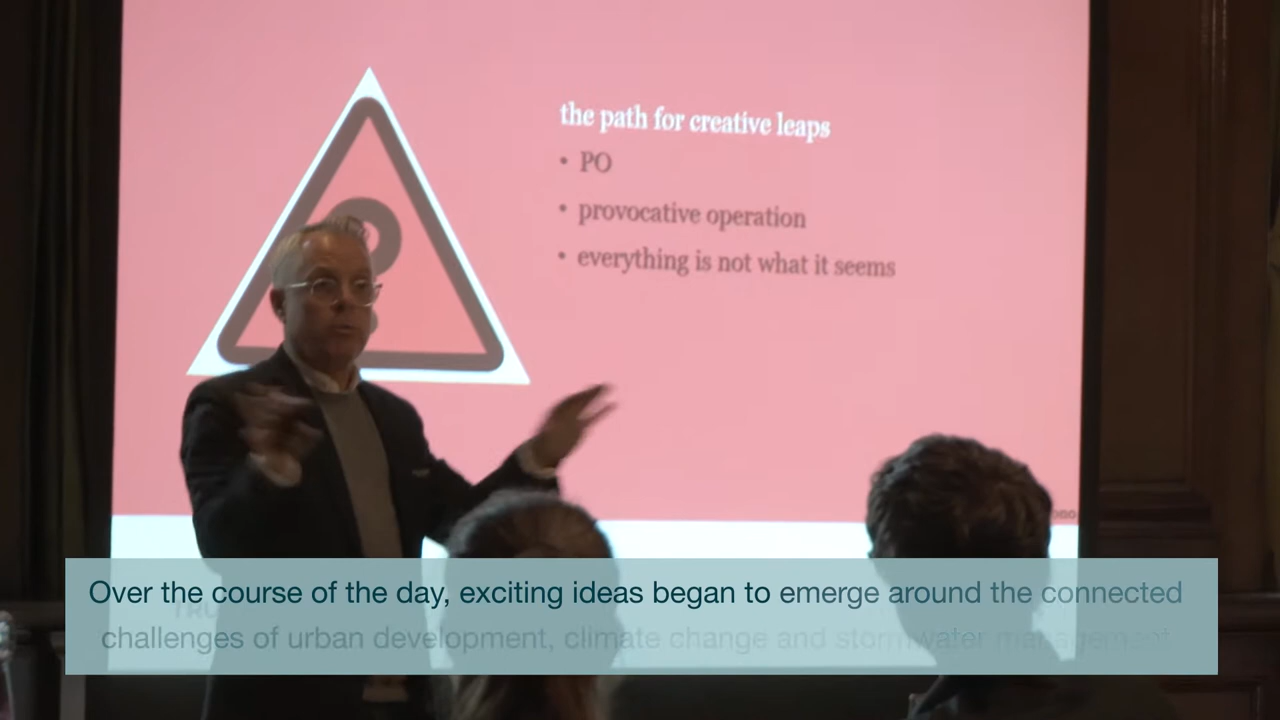 the path for creative leaps
• PO
• provocative operation
• everything is not what it seems
Over the course of the day, exciting ideas began to emerge around the connected
challenges of urban development, climate change and stormwater management